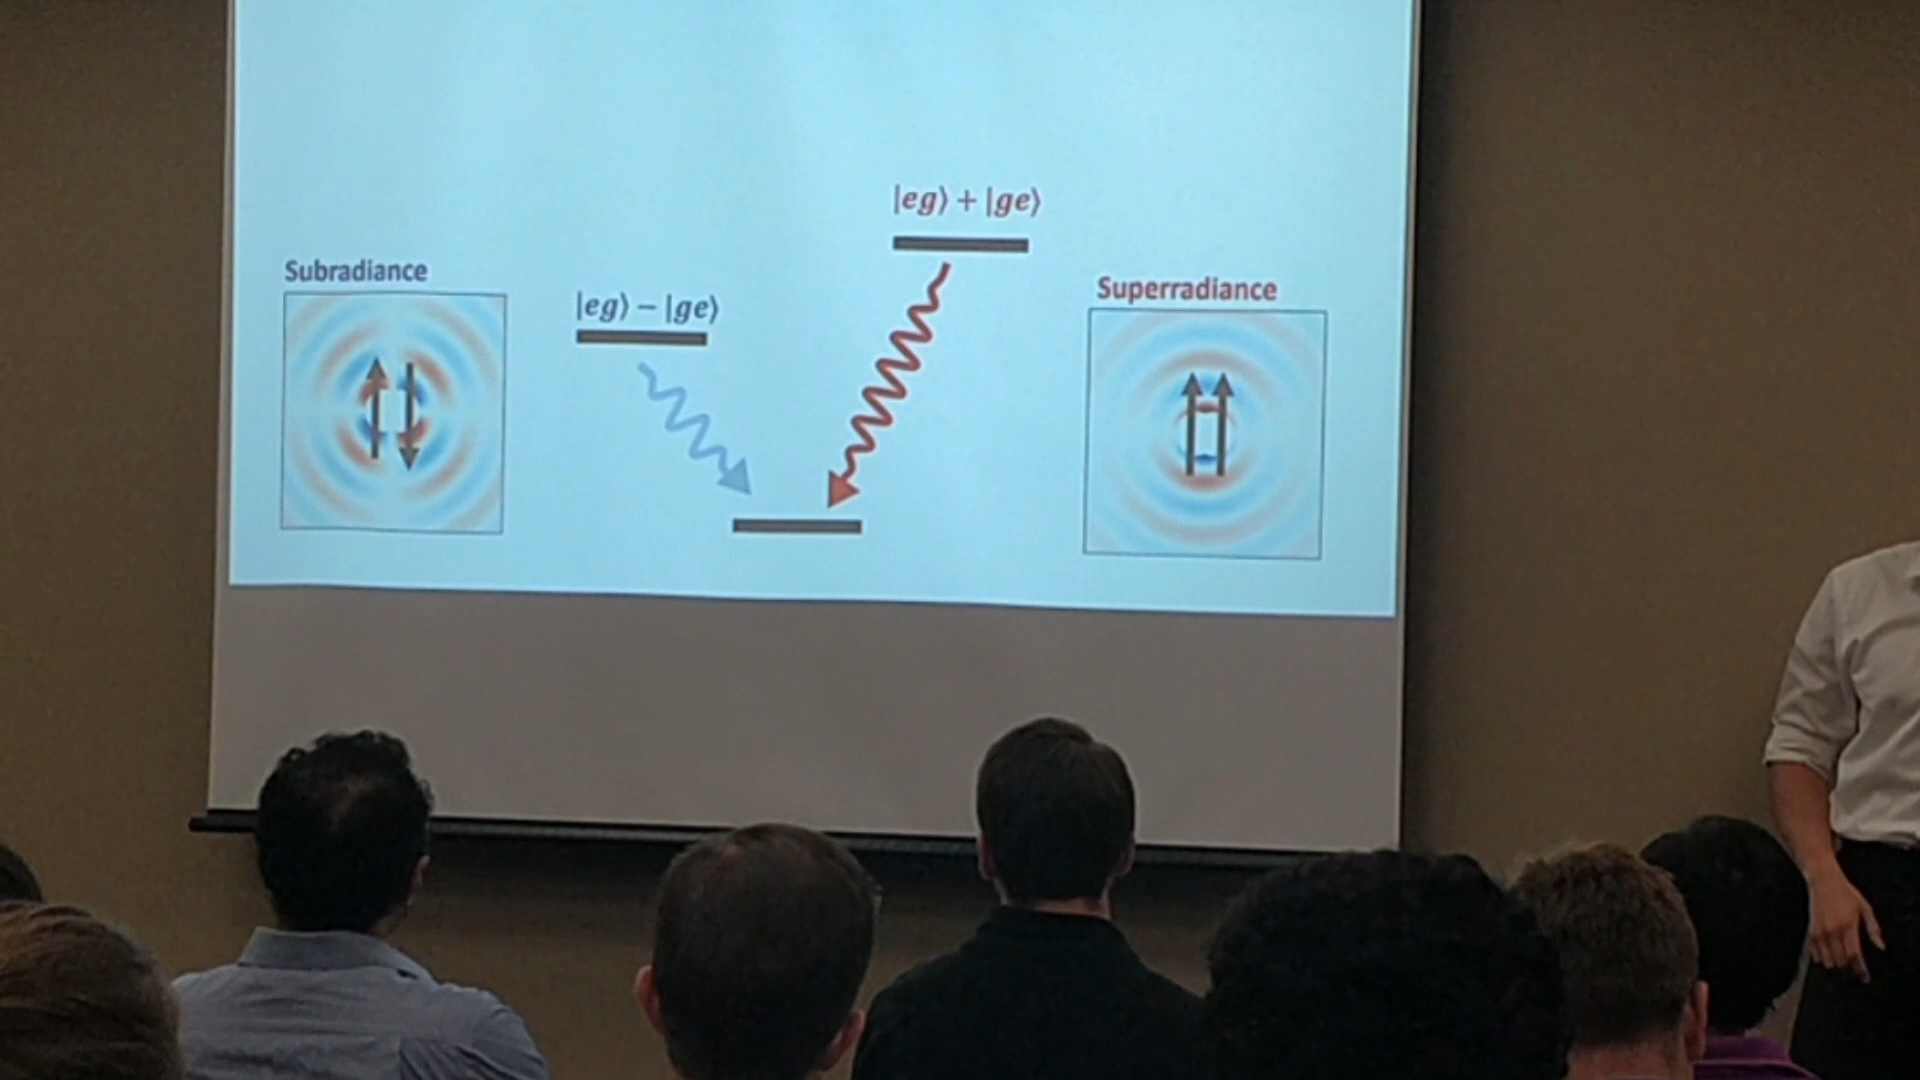 |eg⟩ + |ge⟩
Subradiance
|eg⟩ − |ge⟩
Superradiance